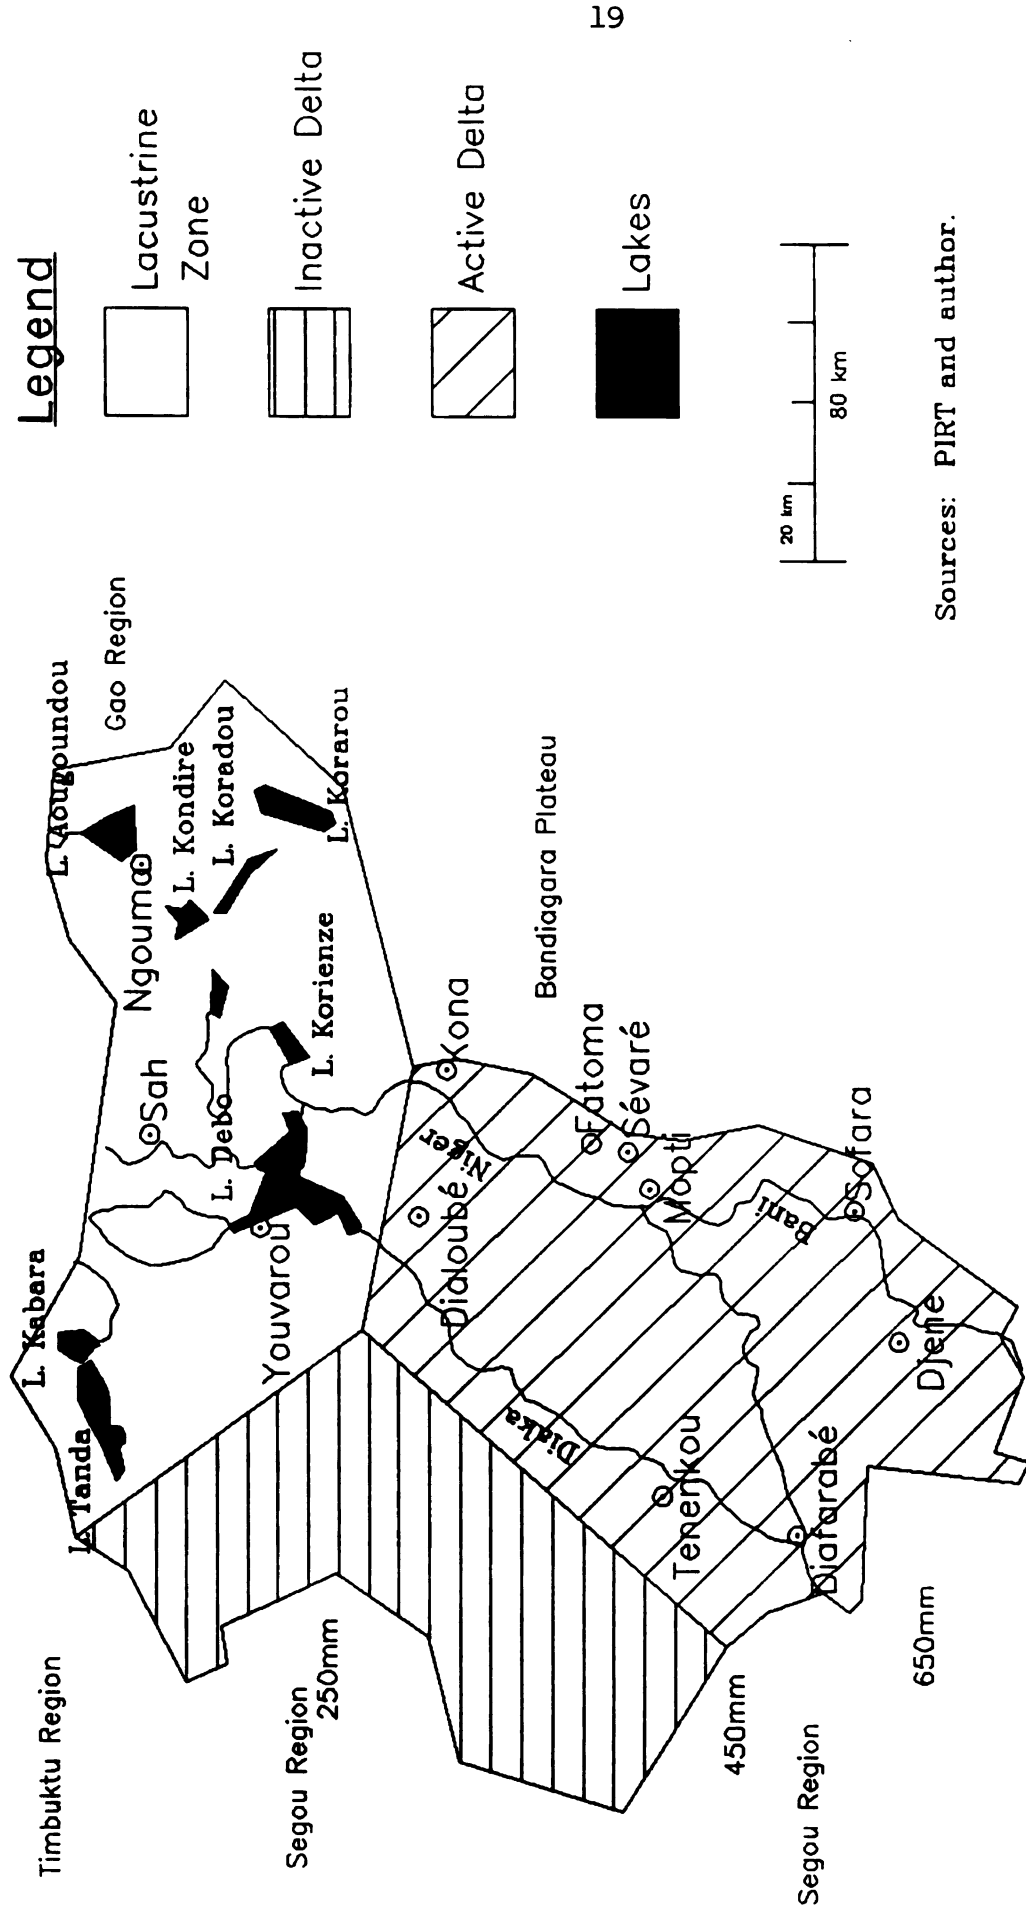 19
L. Tanda
L. Kabara
L. Aougoundou
Timbuktu Region
Gao Region
Sah
Ngouma
L. Kondire
L. Debo
L. Koradou
Youvarou
L. Korienze
L. Korarou
Segou Region
250mm
Dialoubé
Niger
Kona
Diaka
Bandiagara Plateau
Fatoma
Sévaré
Tenenkou
Mopti
450mm
Bani
Segou Region
Diafarabé
Sofara
650mm
Djene
Legend
Lacustrine
Zone
Inactive Delta
Active Delta
Lakes
20 km
80 km
Sources: PIRT and author.